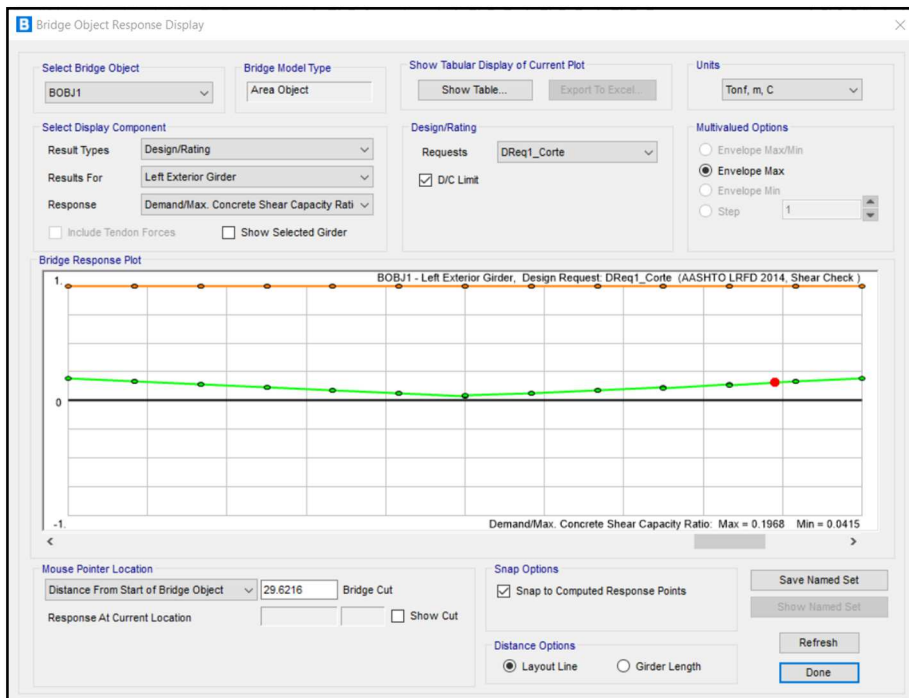 B Bridge Object Response Display
Select Bridge Object
BOBJ1
Bridge Model Type
Area Object
Show Tabular Display of Current Plot
Show Table...
Export To Excel...
Units
Tonf, m, C
Select Display Component
Result Types
Design/Rating
Results For
Left Exterior Girder
Response
Demand/Max. Concrete Shear Capacity Rati
Include Tendon Forces
Show Selected Girder
Design/Rating
Requests
DReq1_Corte
D/C Limit
Multivalued Options
Envelope Max/Min
Envelope Max
Envelope Min
Step
1
Bridge Response Plot
BOBJ1 - Left Exterior Girder, Design Request: DReq1_Corte (AASHTO LRFD 2014, Shear Check )
1.
0
-1.
Demand/Max. Concrete Shear Capacity Ratio: Max = 0.1968 Min = 0.0415
Mouse Pointer Location
Distance From Start of Bridge Object
29.6216
Bridge Cut
Response At Current Location
Show Cut
Snap Options
Snap to Computed Response Points
Distance Options
Layout Line
Girder Length
Save Named Set
Show Named Set
Refresh
Done